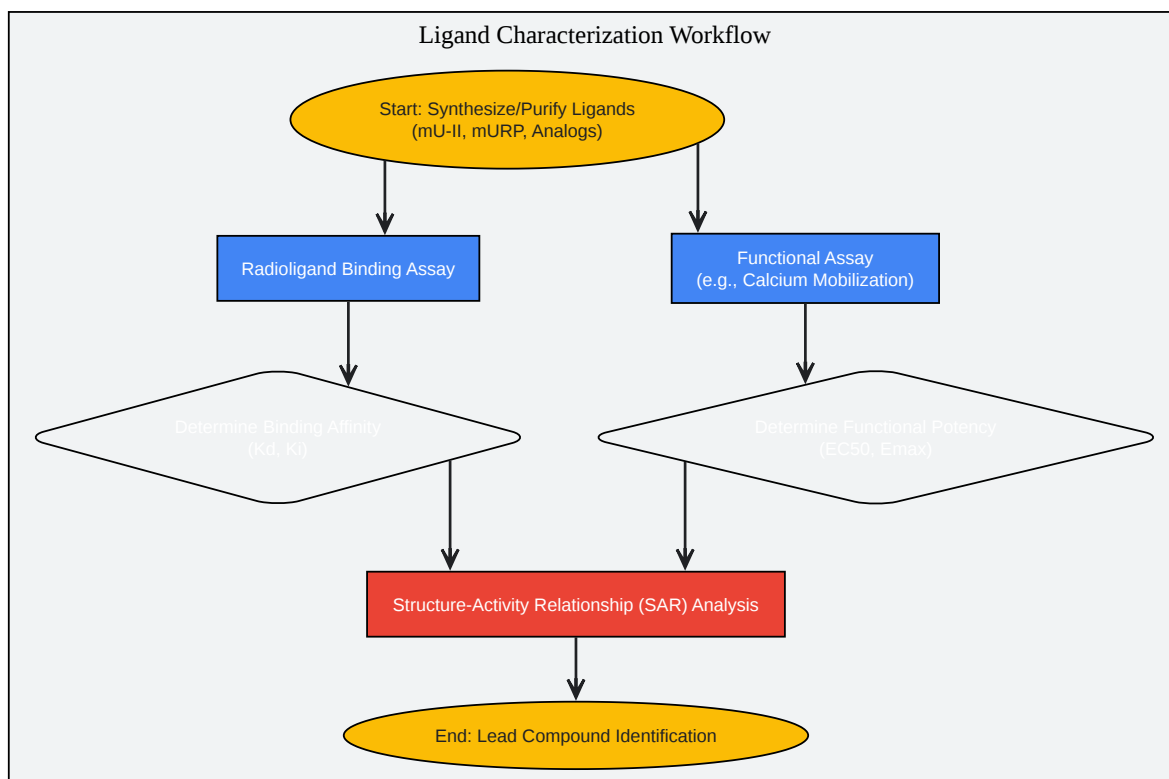 Ligand Characterization Workflow
Start: Synthesize/Purify Ligands
(mU-II, mURP, Analogs)
Radioligand Binding Assay
Functional Assay
(e.g., Calcium Mobilization)
Determine Binding Affinity
(Kd, Ki)
Determine Functional Potency
(EC50, Emax)
Structure-Activity Relationship (SAR) Analysis
End: Lead Compound Identification